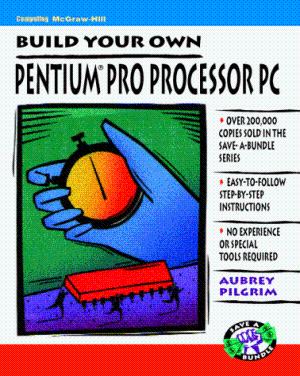 Computing McGraw-Hill
BUILD YOUR OWN
PENTIUM® PRO PROCESSOR PC
• OVER 200,000
COPIES SOLD IN THE
SAVE- A-BUNDLE
SERIES
• EASY-TO-FOLLOW
STEP-BY-STEP
INSTRUCTIONS
• NO EXPERIENCE
OR SPECIAL
TOOLS REQUIRED
AUBREY
PILGRIM
SAVE A
BUNDLE